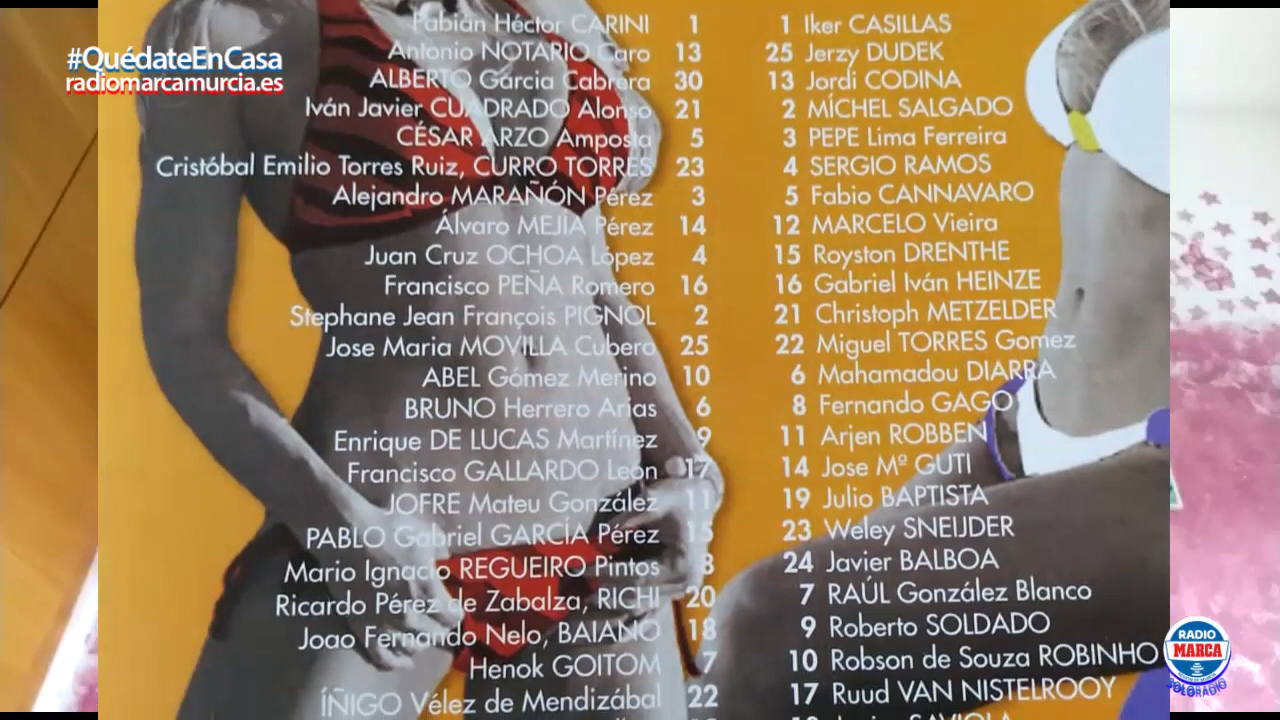 #QuédateEnCasa
radiomarcamurcia.es
Fabián Héctor CARINI 1
Antonio NOTARIO Caro 13
ALBERTO García Cabrera 30
Iván Javier CUADRADO Alonso 21
CÉSAR ARZO Amposta 5
Cristóbal Emilio Torres Ruiz, CURRO TORRES 23
Alejandro MARAÑÓN Pérez 3
Álvaro MEJÍA Pérez 14
Juan Cruz OCHOA López 4
Francisco PEÑA Romero 16
Stephane Jean François PIGNOL 2
Jose Maria MOVILLA Cubero 25
ABEL Gómez Merino 10
BRUNO Herrero Arias 6
Enrique DE LUCAS Martínez 9
Francisco GALLARDO León 17
JOFRE Mateu González 11
PABLO Gabriel GARCÍA Pérez 15
Mario Ignacio REGUEIRO Pintos 8
Ricardo Pérez de Zabalza, RICHI 20
Joao Fernando Nelo, BAIANO 18
Henok GOITOM 7
ÍÑIGO Vélez de Mendizábal 22
1 Iker CASILLAS
25 Jerzy DUDEK
13 Jordi CODINA
2 MÍCHEL SALGADO
3 PEPE Lima Ferreira
4 SERGIO RAMOS
5 Fabio CANNAVARO
12 MARCELO Vieira
15 Royston DRENTHE
16 Gabriel Iván HEINZE
21 Christoph METZELDER
22 Miguel TORRES Gomez
6 Mahamadou DIARRA
8 Fernando GAGO
11 Arjen ROBBEN
14 Jose Mª GUTI
19 Julio BAPTISTA
23 Weley SNEIJDER
24 Javier BALBOA
7 RAÚL González Blanco
9 Roberto SOLDADO
10 Robson de Souza ROBINHO
17 Ruud VAN NISTELROOY
18 Javier SAVIOLA
RADIO
MARCA